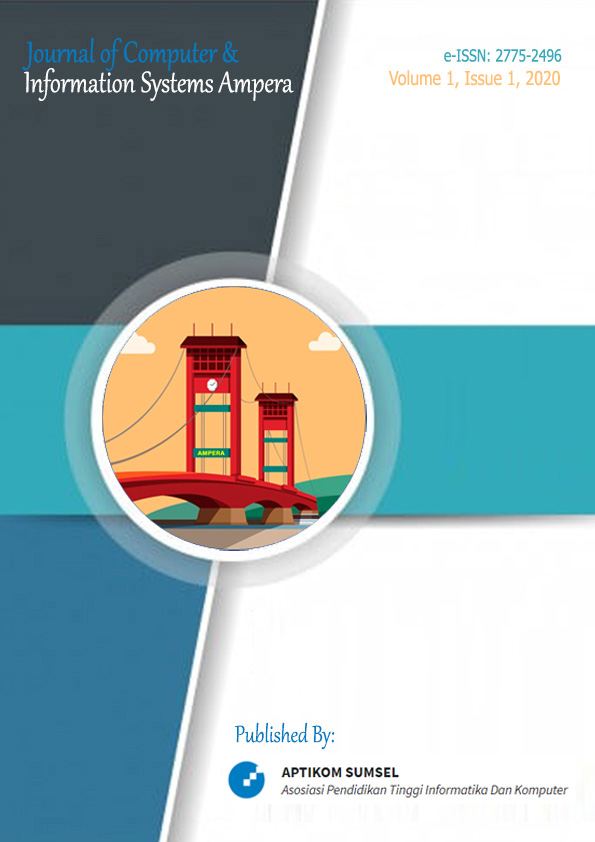 Journal of Computer &
Information Systems Ampera
e-ISSN: 2775-2496
Volume 1, Issue 1, 2020
AMPERA
Published By:
APTIKOM SUMSEL
Asosiasi Pendidikan Tinggi Informatika Dan Komputer